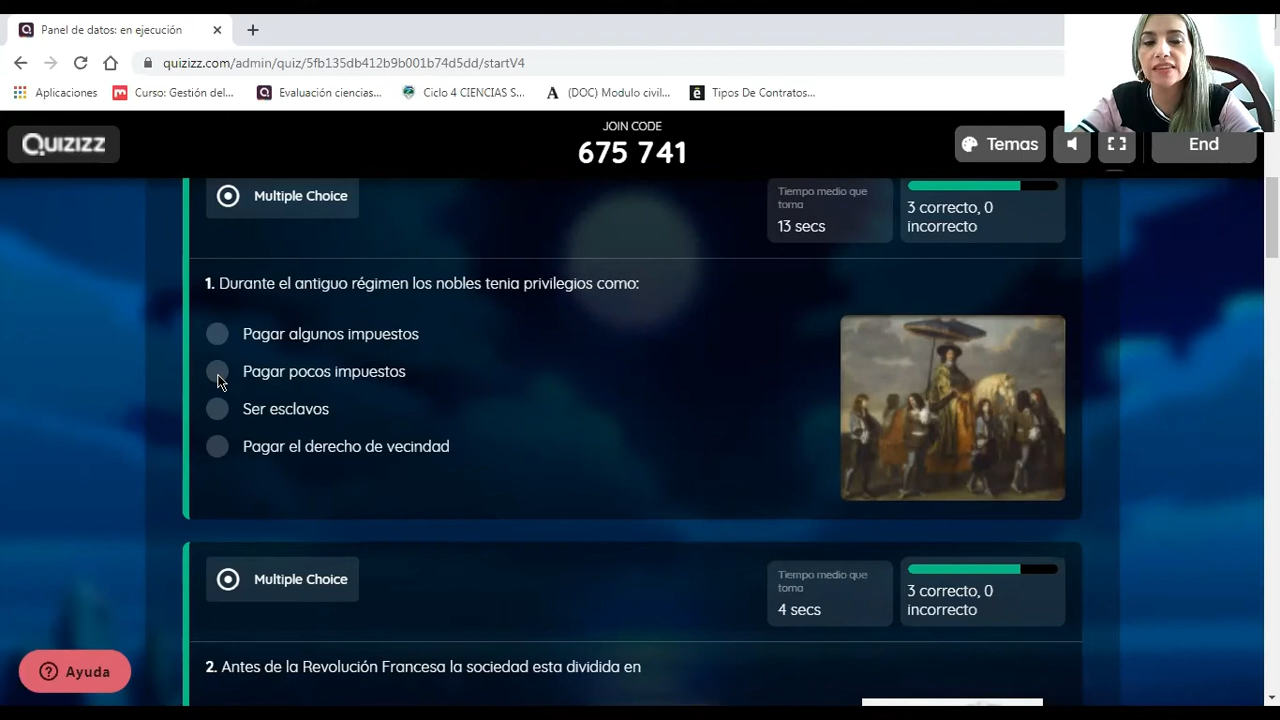 Panel de datos: en ejecución
quizizz.com/admin/quiz/5fb135db412b9b001b74d5dd/startV4
Aplicaciones
Curso: Gestión del...
Evaluación ciencias...
Ciclo 4 CIENCIAS S...
(DOC) Modulo civil...
Tipos De Contratos...
Quizizz
JOIN CODE
675 741
Temas
End
Multiple Choice
Tiempo medio que
toma
13 secs
3 correcto, 0
incorrecto
1. Durante el antiguo régimen los nobles tenia privilegios como:
Pagar algunos impuestos
Pagar pocos impuestos
Ser esclavos
Pagar el derecho de vecindad
Multiple Choice
Tiempo medio que
toma
4 secs
3 correcto, 0
incorrecto
2. Antes de la Revolución Francesa la sociedad esta dividida en
Ayuda